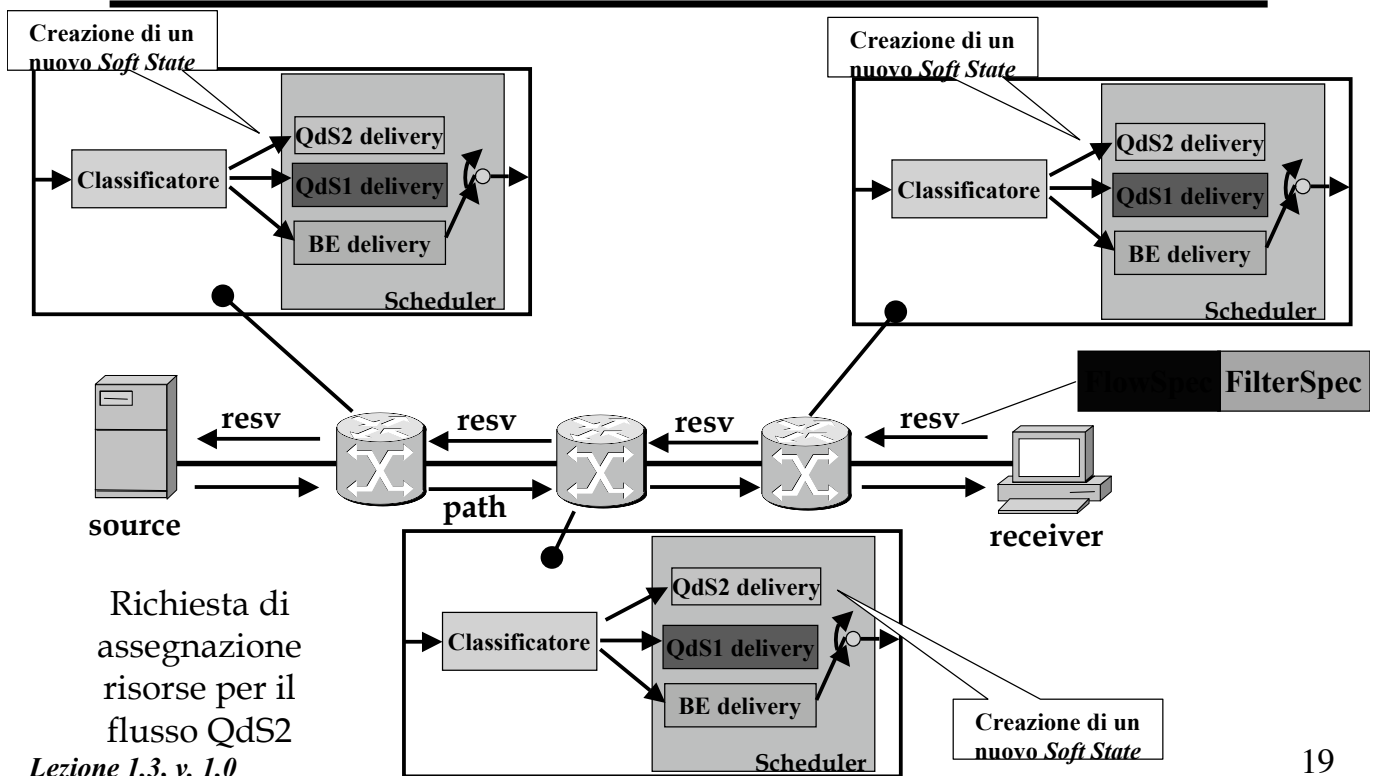 Creazione di un
nuovo Soft State
QdS2 delivery
Classificatore
QdS1 delivery
BE delivery
Scheduler
Creazione di un
nuovo Soft State
QdS2 delivery
Classificatore
QdS1 delivery
BE delivery
Scheduler
FlowSpec FilterSpec
resv
resv
resv
resv
path
source
receiver
QdS2 delivery
Classificatore
QdS1 delivery
BE delivery
Scheduler
Creazione di un
nuovo Soft State
Richiesta di
assegnazione
risorse per il
flusso QdS2
Lezione 1.3, v. 1.0
19